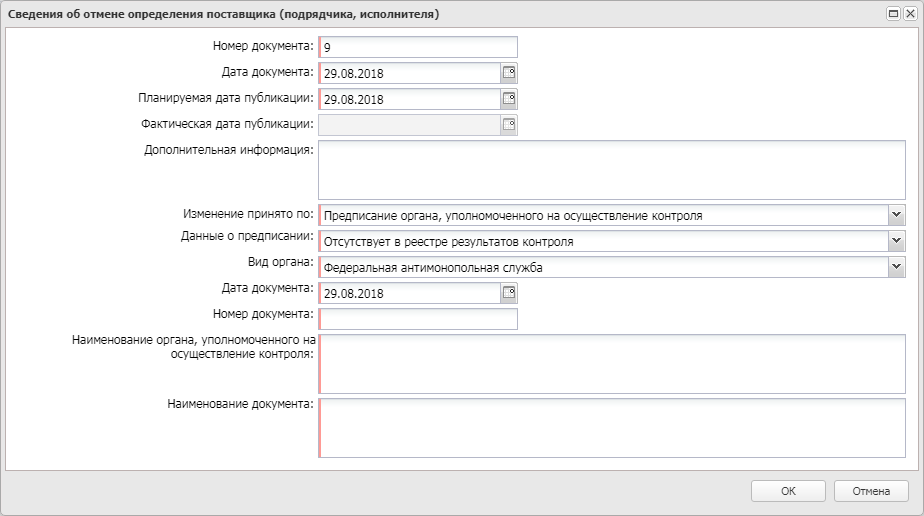 Сведения об отмене определения поставщика (подрядчика, исполнителя)
Номер документа: 9
Дата документа: 29.08.2018
Планируемая дата публикации: 29.08.2018
Фактическая дата публикации:
Дополнительная информация:
Изменение принято по: Предписание органа, уполномоченного на осуществление контроля
Данные о предписании: Отсутствует в реестре результатов контроля
Вид органа: Федеральная антимонопольная служба
Дата документа: 29.08.2018
Номер документа:
Наименование органа, уполномоченного на
осуществление контроля:
Наименование документа:
OK Отмена